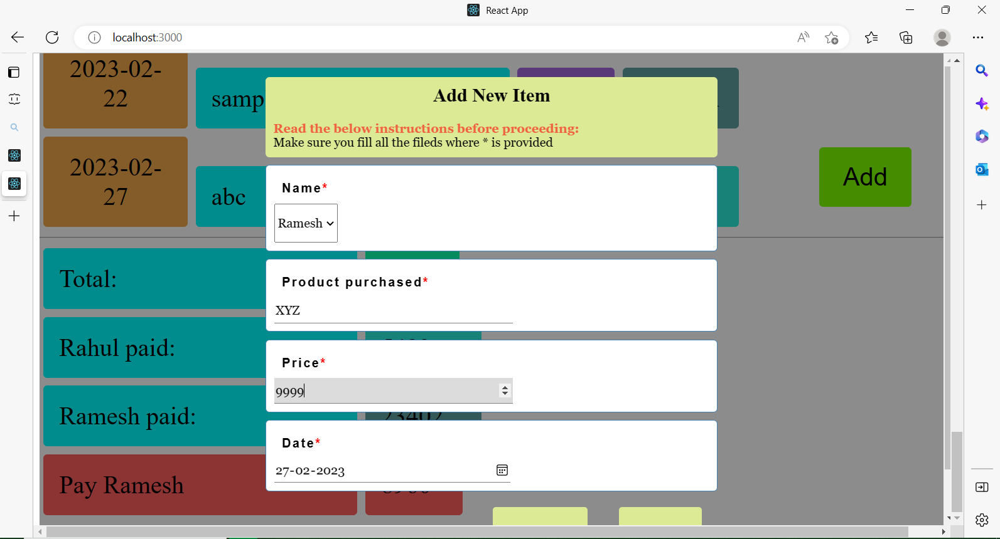 React App
localhost:3000
2023-02-
22
samp
Add New Item
Read the below instructions before proceeding:
Make sure you fill all the fileds where * is provided
2023-02-
27
abc
Add
Name*
Ramesh
Total:
Product purchased*
XYZ
Rahul paid:
Price*
9999
Ramesh paid:
23402
Date*
27-02-2023
Pay Ramesh